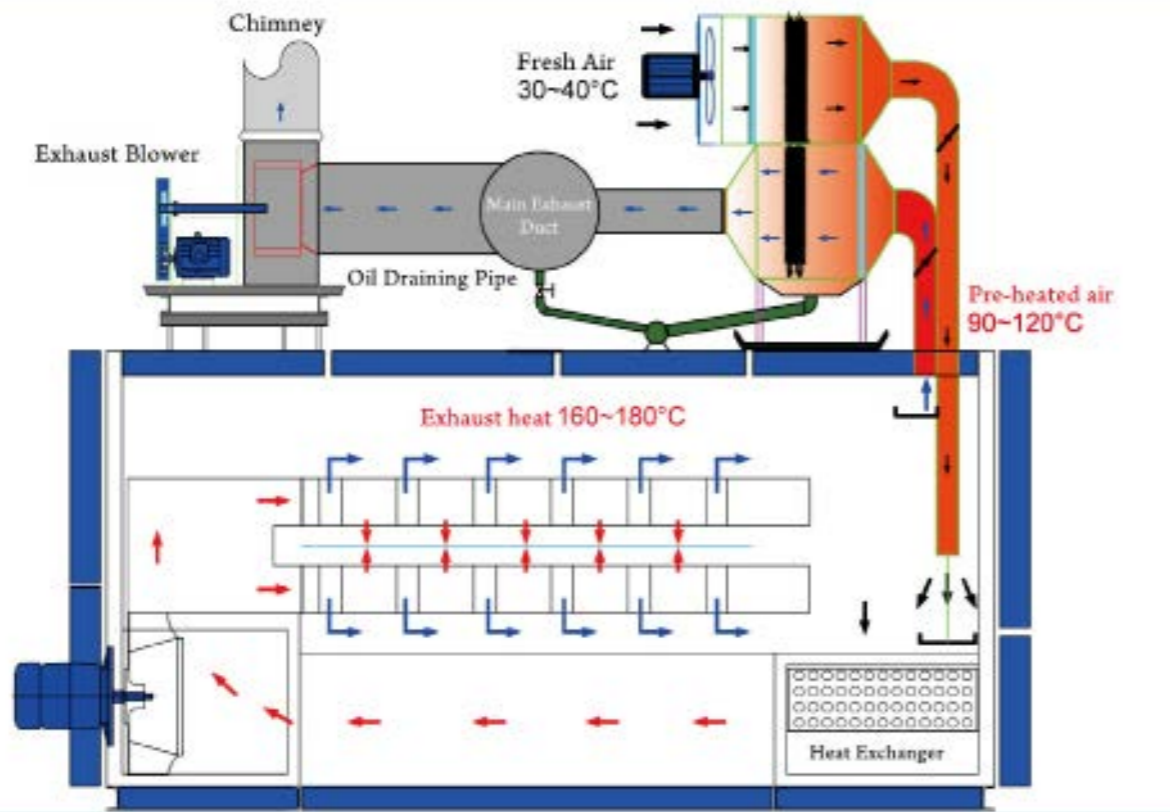 Chimney
Fresh Air
30~40°C
Exhaust Blower
Main Exhaust
Duct
Oil Draining Pipe
Pre-heated air
90~120°C
Exhaust heat 160~180°C
Heat Exchanger